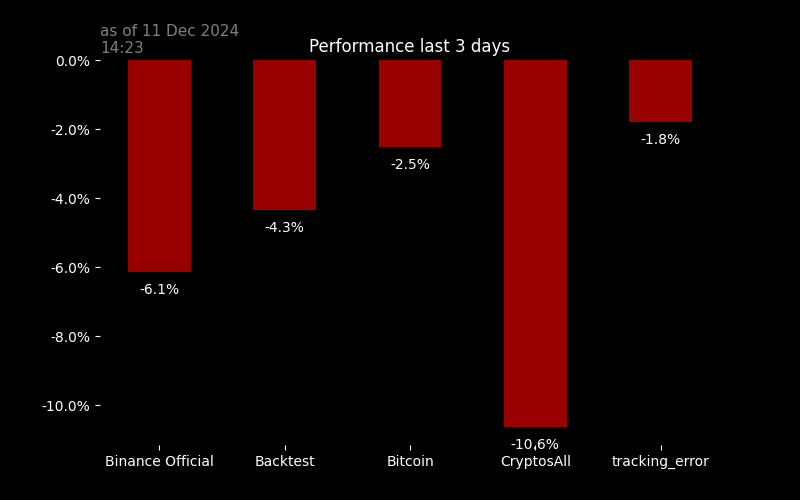 as of 11 Dec 2024
14:23
Performance last 3 days
0.0%
-2.0%
-4.0%
-6.0%
-8.0%
-10.0%
-6.1%
-4.3%
-2.5%
-10.6%
-1.8%
Binance Official
Backtest
Bitcoin
CryptosAll
tracking_error